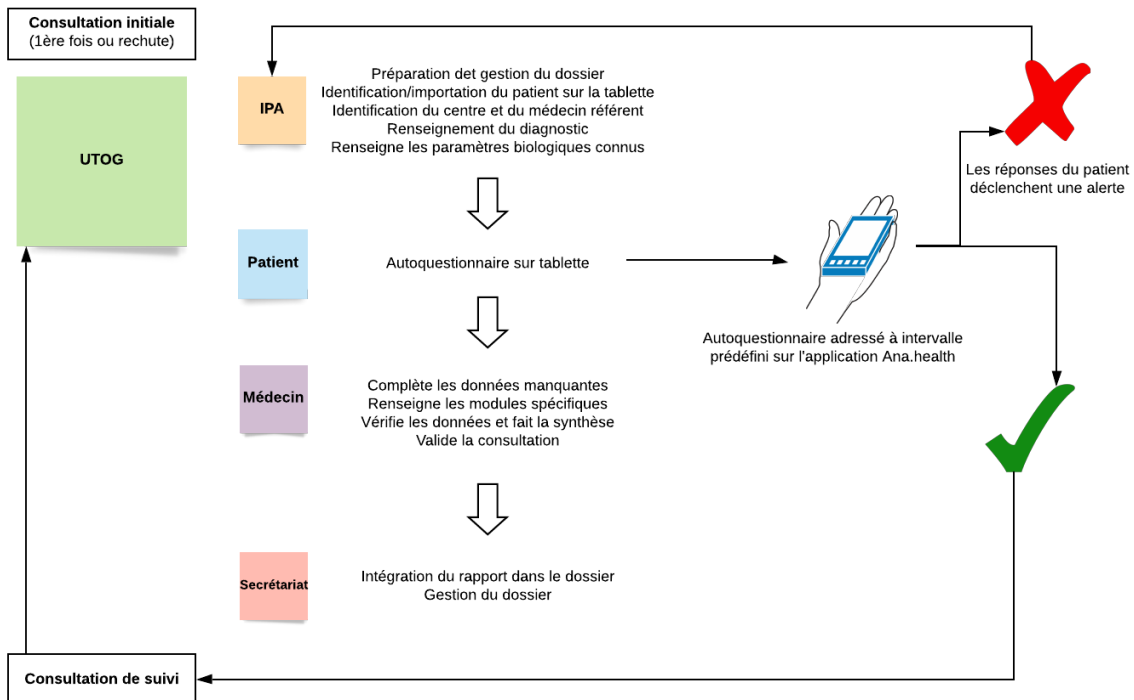 Consultation initiale
(1ère fois ou rechute)
UTOG
IPA
Préparation det gestion du dossier
Identification/importation du patient sur la tablette
Identification du centre et du médecin référent
Renseignement du diagnostic
Renseigne les paramètres biologiques connus
Les réponses du patient
déclenchent une alerte
Patient
Autoquestionnaire sur tablette
Autoquestionnaire adressé à intervalle
prédéfini sur l'application Ana.health
Médecin
Complète les données manquantes
Renseigne les modules spécifiques
Vérifie les données et fait la synthèse
Valide la consultation
Secrétariat
Intégration du rapport dans le dossier
Gestion du dossier
Consultation de suivi